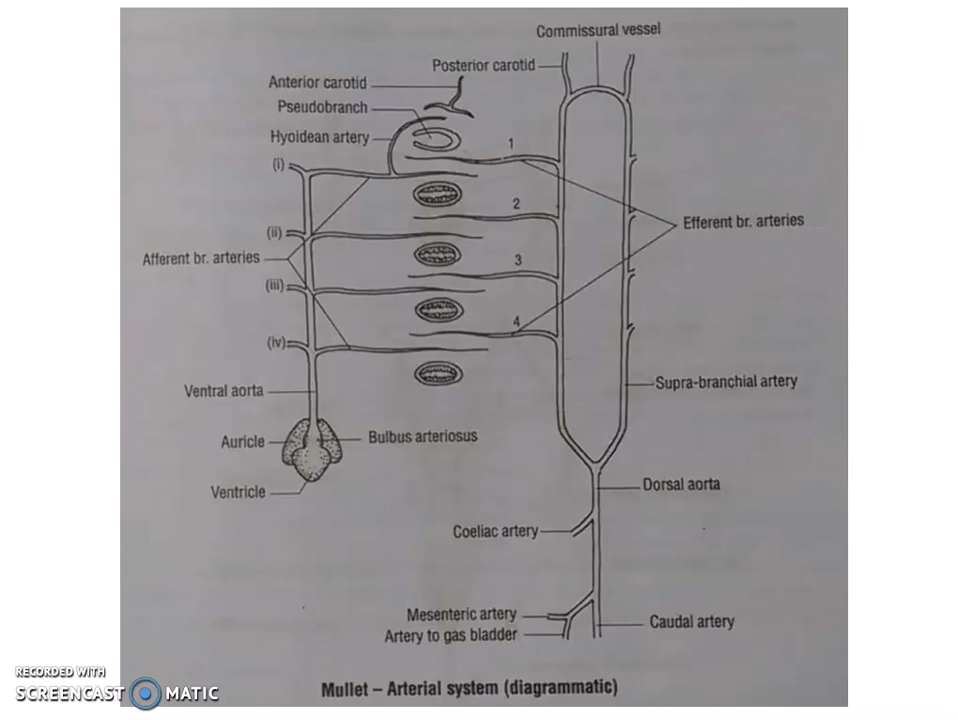 Commissural vessel
Posterior carotid
Anterior carotid
Pseudobranch
Hyoidean artery
1
(i)
2
Efferent br. arteries
(ii)
Afferent br. arteries
3
(iii)
4
(iv)
Supra-branchial artery
Ventral aorta
Auricle
Bulbus arteriosus
Ventricle
Dorsal aorta
Coeliac artery
Mesenteric artery
Caudal artery
Artery to gas bladder
Mullet – Arterial system (diagrammatic)
RECORDED WITH
SCREENCAST MATIC